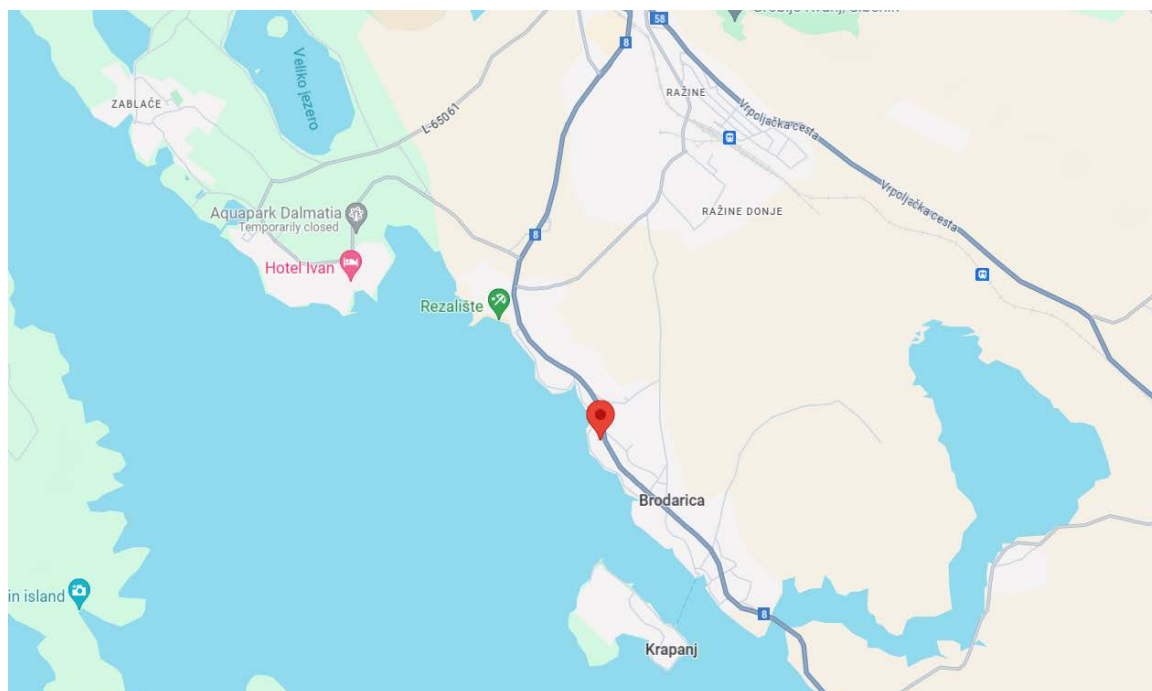 58
8
Veliko jezero
ZABLAĆE
L-65061
RAŽINE
Vrpoljačka cesta
Vrpoljačka cesta
Aquapark Dalmatia
Temporarily closed
RAŽINE DONJE
8
Hotel Ivan
Rezalište
Brodarica
in island
8
Krapanj